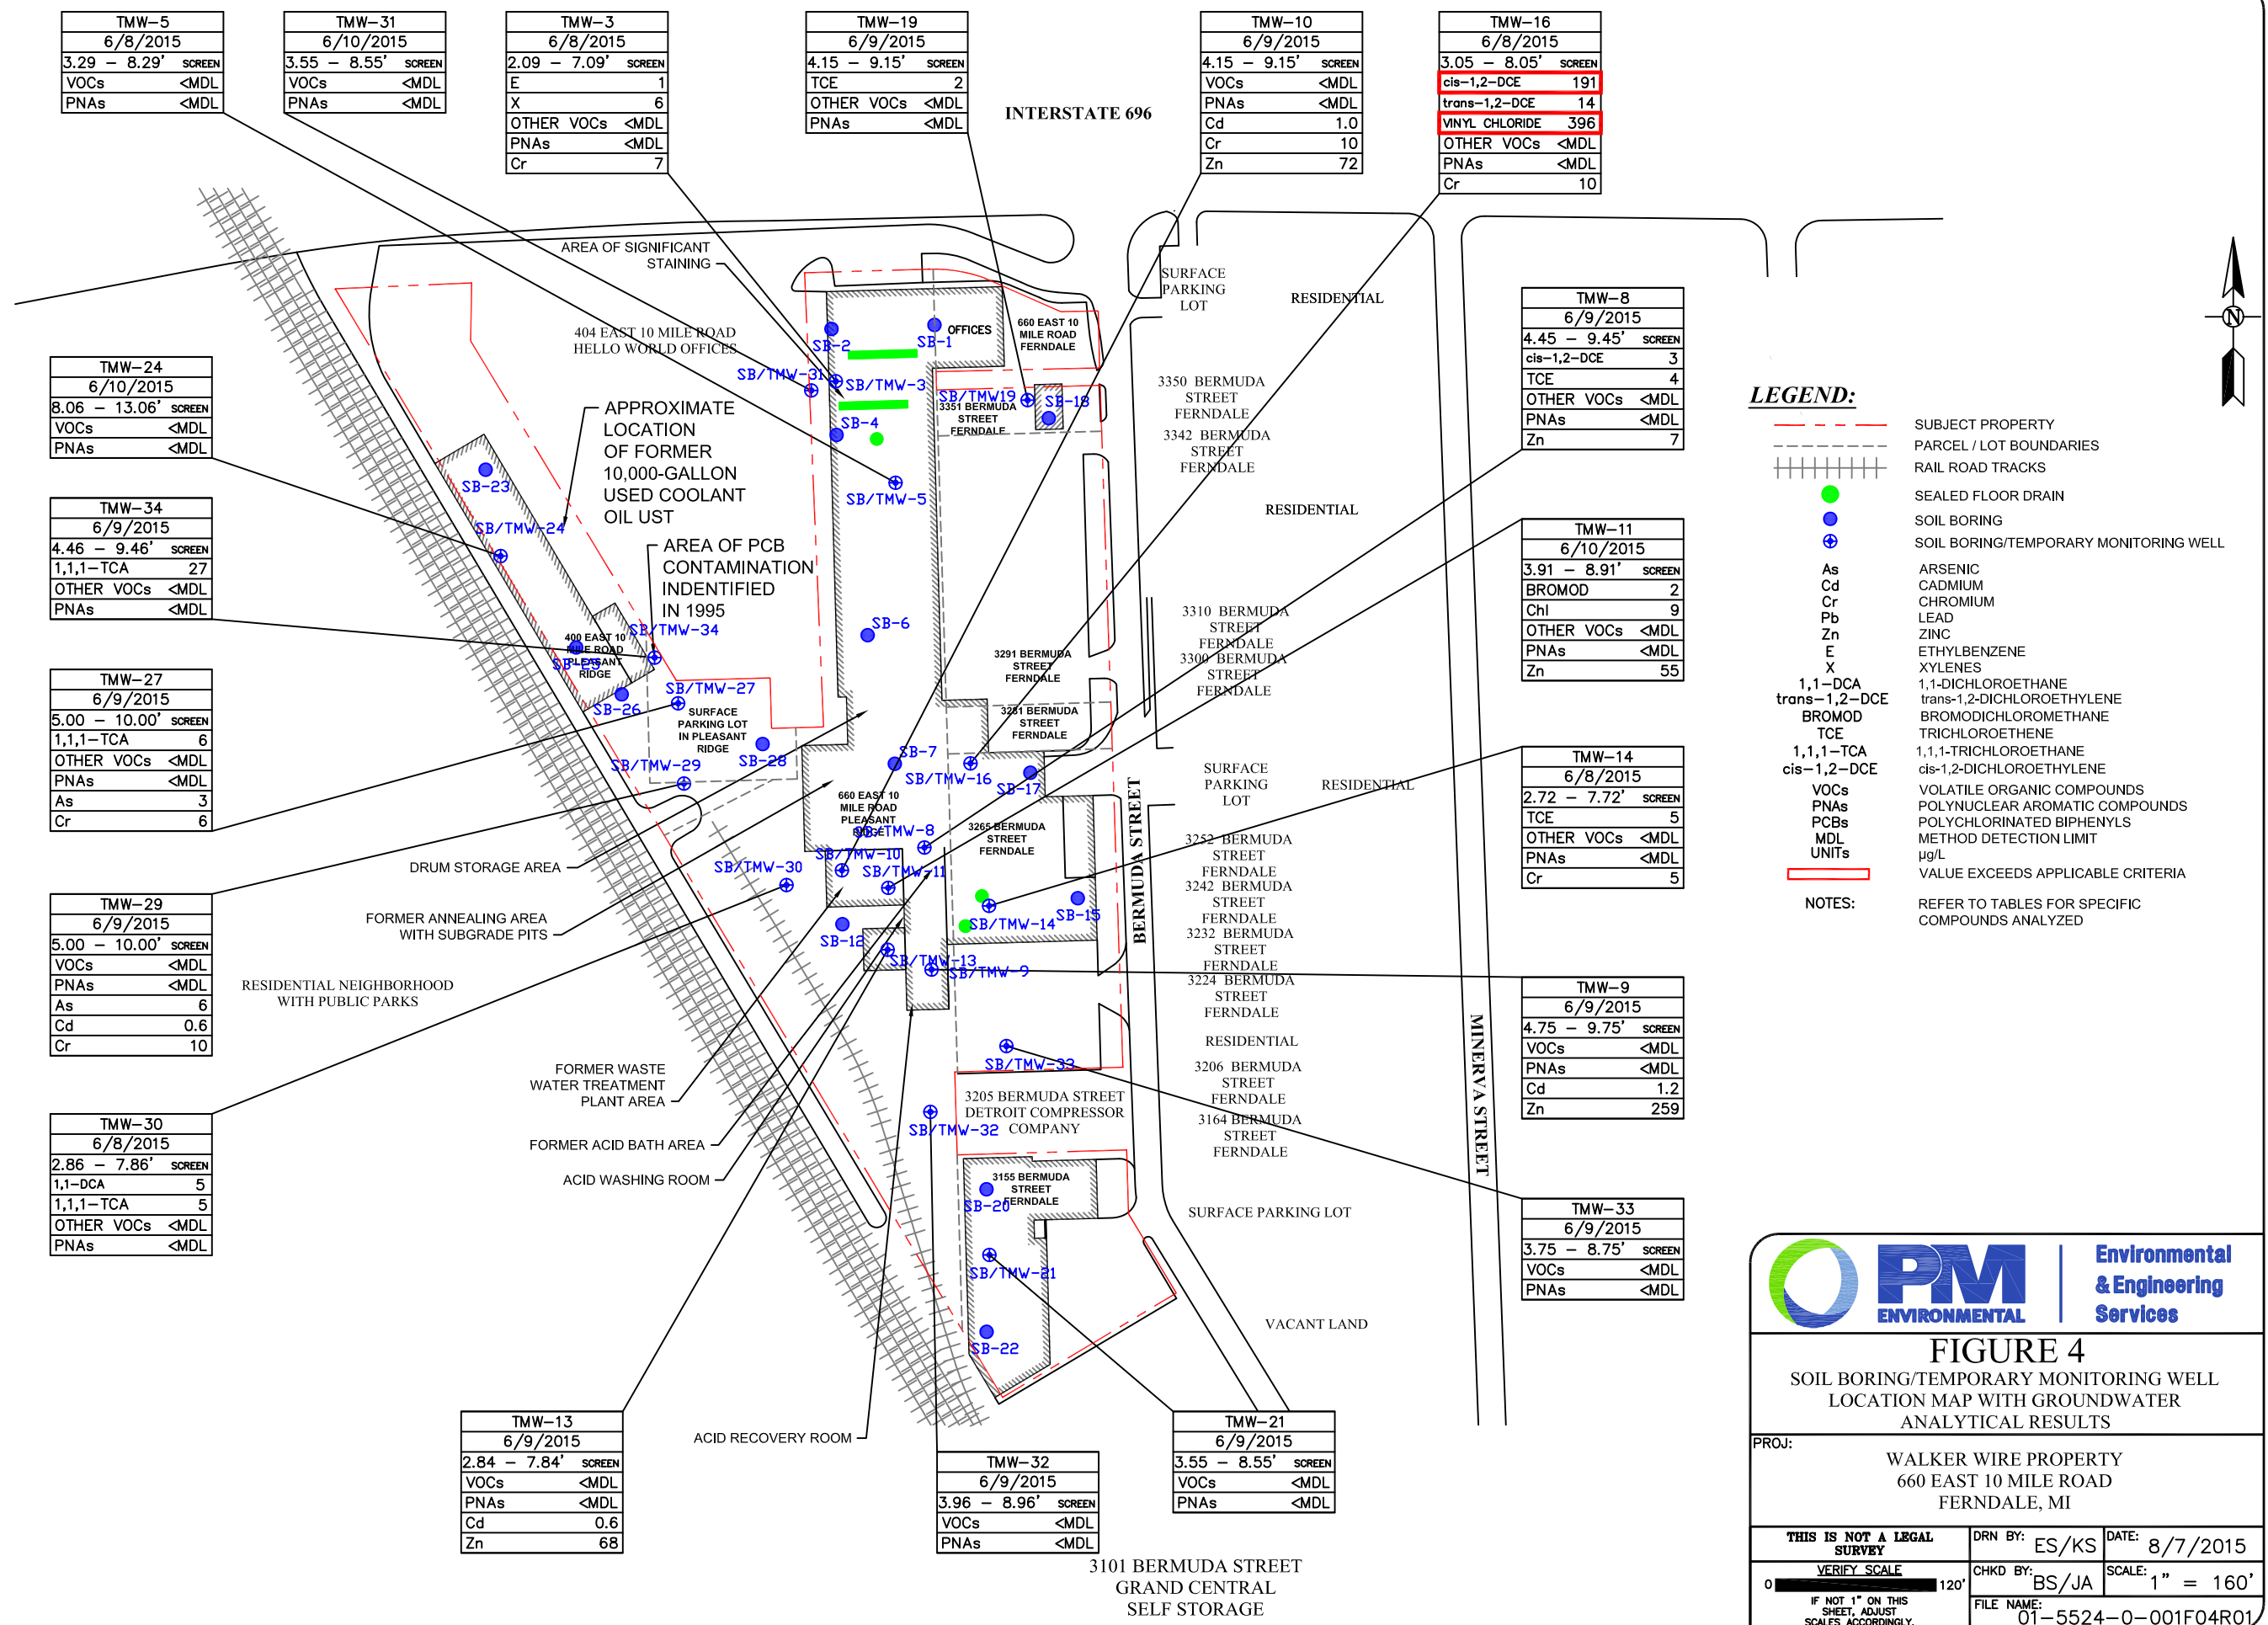 TMW-5
6/8/2015
3.29 - 8.29' SCREEN
VOCs <MDL
PNAs <MDL
TMW-31
6/10/2015
3.55 - 8.55' SCREEN
VOCs <MDL
PNAs <MDL
TMW-3
6/8/2015
2.09 - 7.09' SCREEN
E 1
X 6
OTHER VOCs <MDL
PNAs <MDL
Cr 7
TMW-19
6/9/2015
4.15 - 9.15' SCREEN
TCE 2
OTHER VOCs <MDL
PNAs <MDL
INTERSTATE 696
TMW-10
6/9/2015
4.15 - 9.15' SCREEN
VOCs <MDL
PNAs <MDL
Cd 1.0
Cr 10
Zn 72
TMW-16
6/8/2015
3.05 - 8.05' SCREEN
cis-1,2-DCE 191
trans-1,2-DCE 14
VINYL CHLORIDE 396
OTHER VOCs <MDL
PNAs <MDL
Cr 10
TMW-24
6/10/2015
8.06 - 13.06' SCREEN
VOCs <MDL
PNAs <MDL
TMW-34
6/9/2015
4.46 - 9.46' SCREEN
1,1,1-TCA 27
OTHER VOCs <MDL
PNAs <MDL
TMW-27
6/9/2015
5.00 - 10.00' SCREEN
1,1,1-TCA 6
OTHER VOCs <MDL
PNAs <MDL
As 3
Cr 6
TMW-29
6/9/2015
5.00 - 10.00' SCREEN
VOCs <MDL
PNAs <MDL
As 6
Cd 0.6
Cr 10
TMW-30
6/8/2015
2.86 - 7.86' SCREEN
1,1-DCA 5
1,1,1-TCA 5
OTHER VOCs <MDL
PNAs <MDL
AREA OF SIGNIFICANT
STAINING
404 EAST 10 MILE ROAD
HELLO WORLD OFFICES
APPROXIMATE
LOCATION
OF FORMER
10,000-GALLON
USED COOLANT
OIL UST
AREA OF PCB
CONTAMINATION
INDENTIFIED
IN 1995
SB-2
SB-1
OFFICES
660 EAST 10
MILE ROAD
FERNDALE
SB/TMW-31
SB/TMW-3
SB/TMW19
SB-18
3351 BERMUDA
STREET
FERNDALE
SB-4
SB/TMW-5
SB-23
SB/TMW-24
SB-6
SB/TMW-34
400 EAST 10
MILE ROAD
PLEASANT
RIDGE
SB-25
SB-26
SB/TMW-27
SURFACE
PARKING LOT
IN PLEASANT
RIDGE
SB-28
SB/TMW-29
3291 BERMUDA
STREET
FERNDALE
3281 BERMUDA
STREET
FERNDALE
SB-7
SB/TMW-16
SB-17
660 EAST 10
MILE ROAD
PLEASANT
RIDGE
SB/TMW-8
SB/TMW-10
SB/TMW-11
SB/TMW-30
3265 BERMUDA
STREET
FERNDALE
SB/TMW-14
SB-15
SB-12
SB/TMW-13
SB/TMW-9
SB/TMW-33
SB/TMW-32
3205 BERMUDA STREET
DETROIT COMPRESSOR
COMPANY
3155 BERMUDA
STREET
FERNDALE
SB-20
SB/TMW-21
SB-22
DRUM STORAGE AREA
FORMER ANNEALING AREA
WITH SUBGRADE PITS
RESIDENTIAL NEIGHBORHOOD
WITH PUBLIC PARKS
FORMER WASTE
WATER TREATMENT
PLANT AREA
FORMER ACID BATH AREA
ACID WASHING ROOM
ACID RECOVERY ROOM
SURFACE
PARKING
LOT
RESIDENTIAL
3350 BERMUDA
STREET
FERNDALE
3342 BERMUDA
STREET
FERNDALE
RESIDENTIAL
3310 BERMUDA
STREET
FERNDALE
3300 BERMUDA
STREET
FERNDALE
SURFACE
PARKING
LOT
RESIDENTIAL
BERMUDA STREET
3252 BERMUDA
STREET
FERNDALE
3242 BERMUDA
STREET
FERNDALE
3232 BERMUDA
STREET
FERNDALE
3224 BERMUDA
STREET
FERNDALE
RESIDENTIAL
3206 BERMUDA
STREET
FERNDALE
3164 BERMUDA
STREET
FERNDALE
SURFACE PARKING LOT
VACANT LAND
MINERVA STREET
TMW-8
6/9/2015
4.45 - 9.45' SCREEN
cis-1,2-DCE 3
TCE 4
OTHER VOCs <MDL
PNAs <MDL
Zn 7
TMW-11
6/10/2015
3.91 - 8.91' SCREEN
BROMOD 2
Chl 9
OTHER VOCs <MDL
PNAs <MDL
Zn 55
TMW-14
6/8/2015
2.72 - 7.72' SCREEN
TCE 5
OTHER VOCs <MDL
PNAs <MDL
Cr 5
TMW-9
6/9/2015
4.75 - 9.75' SCREEN
VOCs <MDL
PNAs <MDL
Cd 1.2
Zn 259
TMW-33
6/9/2015
3.75 - 8.75' SCREEN
VOCs <MDL
PNAs <MDL
TMW-13
6/9/2015
2.84 - 7.84' SCREEN
VOCs <MDL
PNAs <MDL
Cd 0.6
Zn 68
TMW-32
6/9/2015
3.96 - 8.96' SCREEN
VOCs <MDL
PNAs <MDL
TMW-21
6/9/2015
3.55 - 8.55' SCREEN
VOCs <MDL
PNAs <MDL
3101 BERMUDA STREET
GRAND CENTRAL
SELF STORAGE
N
LEGEND:
SUBJECT PROPERTY
PARCEL / LOT BOUNDARIES
RAIL ROAD TRACKS
SEALED FLOOR DRAIN
SOIL BORING
SOIL BORING/TEMPORARY MONITORING WELL
As ARSENIC
Cd CADMIUM
Cr CHROMIUM
Pb LEAD
Zn ZINC
E ETHYLBENZENE
X XYLENES
1,1-DCA 1,1-DICHLOROETHANE
trans-1,2-DCE trans-1,2-DICHLOROETHYLENE
BROMOD BROMODICHLOROMETHANE
TCE TRICHLOROETHENE
1,1,1-TCA 1,1,1-TRICHLOROETHANE
cis-1,2-DCE cis-1,2-DICHLOROETHYLENE
VOCs VOLATILE ORGANIC COMPOUNDS
PNAs POLYNUCLEAR AROMATIC COMPOUNDS
PCBs POLYCHLORINATED BIPHENYLS
MDL METHOD DETECTION LIMIT
UNITs µg/L
VALUE EXCEEDS APPLICABLE CRITERIA
NOTES: REFER TO TABLES FOR SPECIFIC
COMPOUNDS ANALYZED
PM
ENVIRONMENTAL
Environmental
& Engineering
Services
FIGURE 4
SOIL BORING/TEMPORARY MONITORING WELL
LOCATION MAP WITH GROUNDWATER
ANALYTICAL RESULTS
PROJ:
WALKER WIRE PROPERTY
660 EAST 10 MILE ROAD
FERNDALE, MI
THIS IS NOT A LEGAL
SURVEY
VERIFY SCALE
0 120'
IF NOT 1" ON THIS
SHEET, ADJUST
SCALES ACCORDINGLY.
DRN BY: ES/KS
DATE: 8/7/2015
CHKD BY: BS/JA
SCALE: 1" = 160'
FILE NAME:
01-5524-0-001F04R01